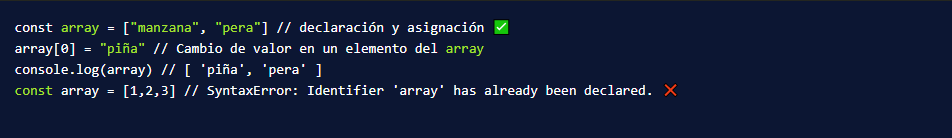 const array = ["manzana", "pera"] // declaración y asignación ✅
array[0] = "piña" // Cambio de valor en un elemento del array
console.log(array) // [ 'piña', 'pera' ]
const array = [1,2,3] // SyntaxError: Identifier 'array' has already been declared. ❌